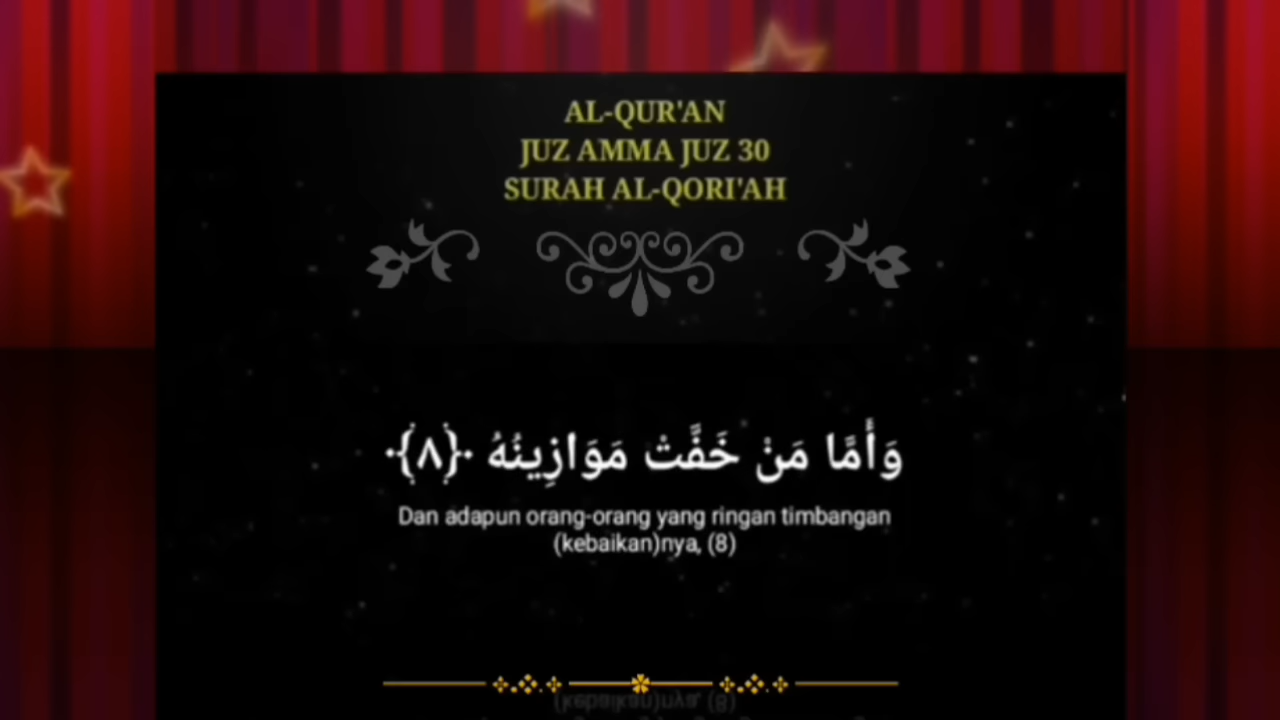 AL-QUR'AN
JUZ AMMA JUZ 30
SURAH AL-QORI'AH
وَأَمَّا مَنْ خَفَّتْ مَوَازِينُهُ ﴿٨﴾
Dan adapun orang-orang yang ringan timbangan
(kebaikan)nya, (8)